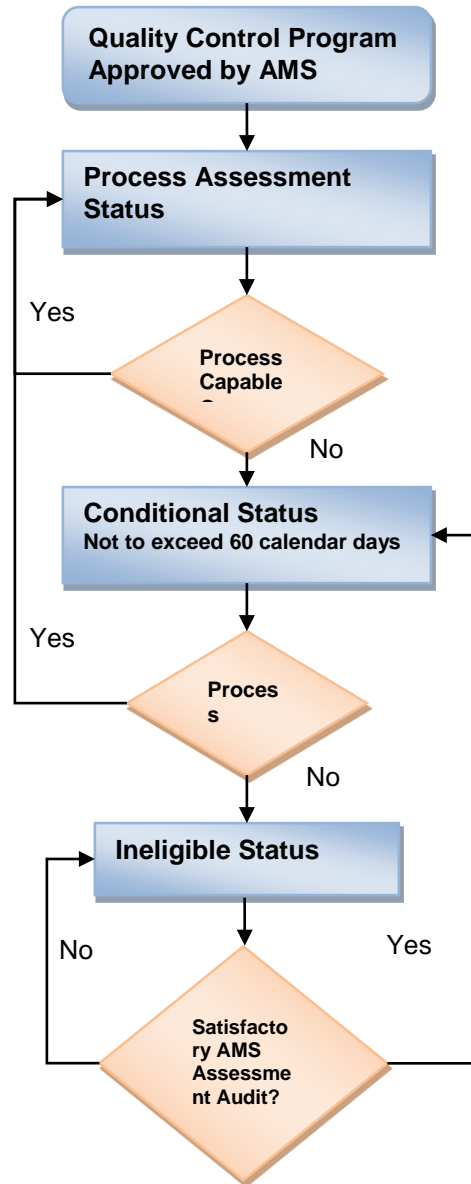 Quality Control Program
Approved by AMS
Process Assessment
Status
Yes
Process
Capable
No
Conditional Status
Not to exceed 60 calendar days
Yes
Proces
s
No
Ineligible Status
No
Yes
Satisfacto
ry AMS
Assessme
nt Audit?